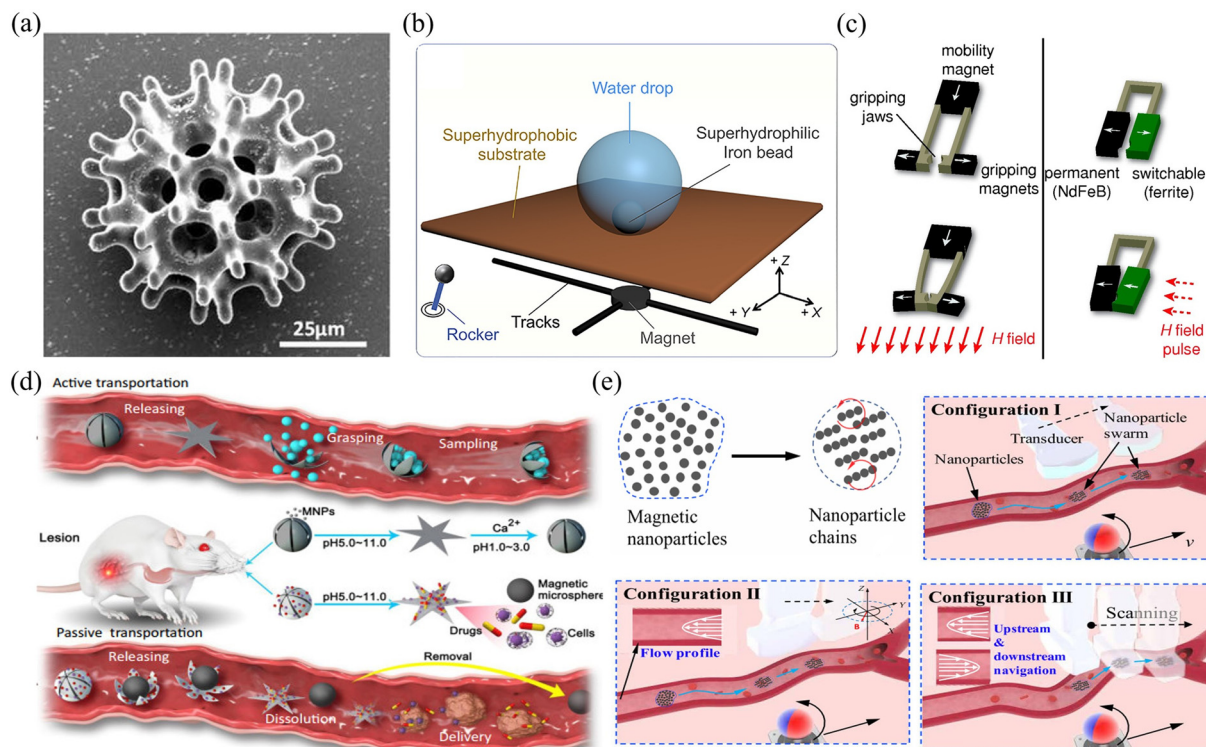 (a)
25μm
(b)
Water drop
Superhydrophobic
substrate
Superhydrophilic
Iron bead
Rocker
Tracks
Magnet
+Z
+Y
+X
(c)
mobility
magnet
gripping
jaws
gripping
magnets
H field
permanent
(NdFeB)
switchable
(ferrite)
H field
pulse
(d)
Active transportation
Releasing
Grasping
Sampling
MNPs
Lesion
pH5.0~11.0
Ca2+
pH1.0~3.0
pH5.0~11.0
Magnetic
microsphere
Drugs
Cells
Passive transportation
Releasing
Removal
Dissolution
Delivery
(e)
Magnetic
nanoparticles
Nanoparticle
chains
Configuration I
Transducer
Nanoparticle
swarm
Nanoparticles
v
Configuration II
Flow profile
Z
Y
X
B
Configuration III
Scanning
Upstream
&
downstream
navigation